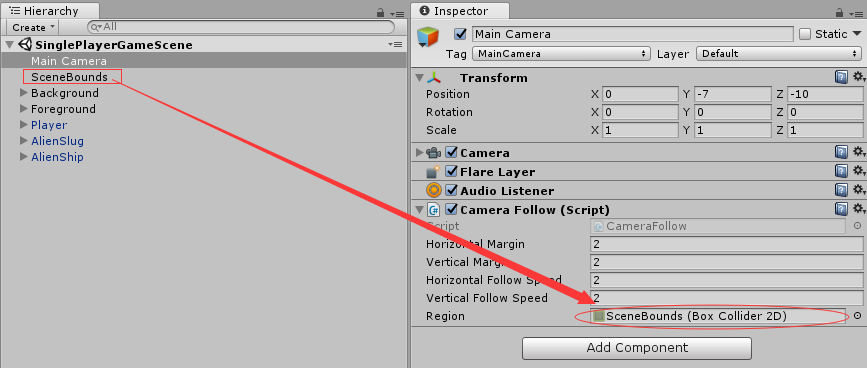 Hierarchy
Create
All
SinglePlayerGameScene
Main Camera
SceneBounds
Background
Foreground
Player
AlienSlug
AlienShip
Inspector
Main Camera Static
Tag MainCamera Layer Default
Transform
Position X 0 Y -7 Z -10
Rotation X 0 Y 0 Z 0
Scale X 1 Y 1 Z 1
Camera
Flare Layer
Audio Listener
Camera Follow (Script)
Script CameraFollow
Horizontal Margin 2
Vertical Margin 2
Horizontal Follow Speed 2
Vertical Follow Speed 2
Region SceneBounds (Box Collider 2D)
Add Component